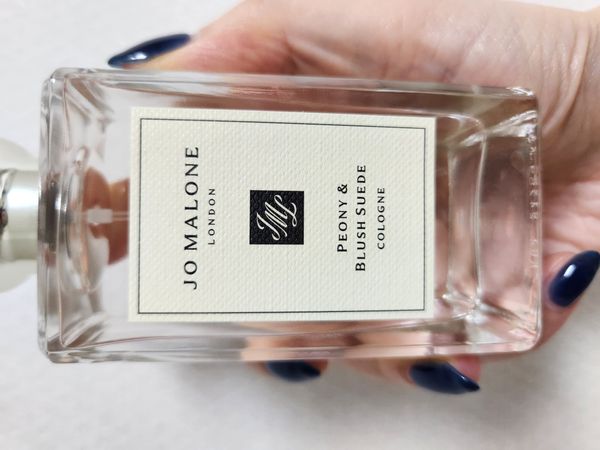 JO MALONE
LONDON
JML
PEONY &
BLUSH SUEDE
COLOGNE